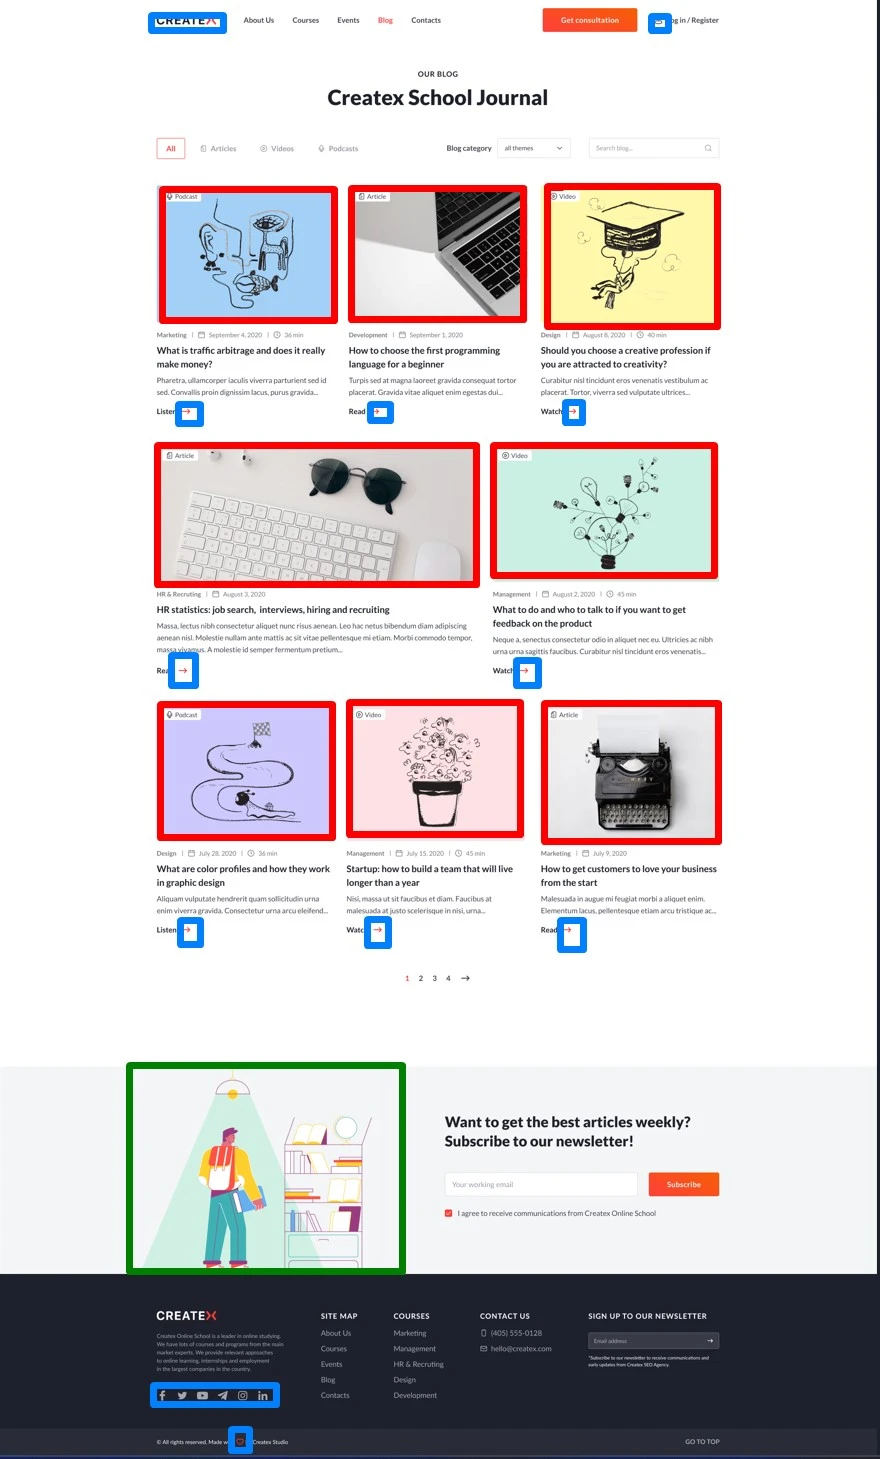 CREATEX
About Us
Courses
Events
Blog
Contacts
Get consultation
in / Register
OUR BLOG
Createx School Journal
All
Articles
Videos
Podcasts
Blog category
all themes
Search blog...
Podcast
Article
Video
Marketing | September 4, 2020 | 36 min
What is traffic arbitrage and does it really
make money?
Pharetra, ullamcorper iaculis viverra parturient sed id
sed. Convallis proin dignissim lacus, purus gravida...
Listen
Development | September 1, 2020
How to choose the first programming
language for a beginner
Turpis sed at magna laoreet gravida consequat tortor
placerat. Gravida vitae aliquet enim egestas dui...
Read
Design | August 8, 2020 | 40 min
Should you choose a creative profession if
you are attracted to creativity?
Curabitur nisl tincidunt eros venenatis vestibulum ac
placerat. Tortor, viverra sed vulputate ultrices...
Watch
Article
Video
HR & Recruting | August 3, 2020
HR statistics: job search, interviews, hiring and recruiting
Massa, lectus nibh consectetur aliquet nunc risus aenean. Leo hac netus bibendum diam adipiscing
aenean nisl. Molestie nullam ante mattis ac sit vitae pellentesque mi etiam. Morbi commodo tempor,
massa vivamus. A molestie id semper fermentum pretium...
Management | August 2, 2020 | 45 min
What to do and who to talk to if you want to get
feedback on the product
Neque a, senectus consectetur odio in aliquet nec eu. Ultricies ac nibh
urna urna sagittis faucibus. Curabitur nisl tincidunt eros venenatis...
Watch
Podcast
Video
Article
Design | July 28, 2020 | 36 min
What are color profiles and how they work
in graphic design
Aliquam vulputate hendrerit quam sollicitudin urna
enim viverra gravida. Consectetur urna arcu eleifend...
Listen
Management | July 15, 2020 | 45 min
Startup: how to build a team that will live
longer than a year
Nisi, massa ut sit faucibus et diam. Faucibus at
malesuada at justo scelerisque in nisi, urna...
Watc
Marketing | July 9, 2020
How to get customers to love your business
from the start
Malesuada in augue mi feugiat morbi a aliquet enim.
Elementum lacus, pellentesque etiam arcu tristique ac...
Read
1 2 3 4 →
Want to get the best articles weekly?
Subscribe to our newsletter!
Your working email
Subscribe
I agree to receive communications from Createx Online School
CREATEX
Createx Online School is a leader in online studying.
We have lots of courses and programs from the main
market experts. We provide relevant approaches
to online learning, internships and employment
in the largest companies in the country.
SITE MAP
About Us
Courses
Events
Blog
Contacts
COURSES
Marketing
Management
HR & Recruting
Design
Development
CONTACT US
(405) 555-0128
hello@createx.com
SIGN UP TO OUR NEWSLETTER
Email address
*Subscribe to our newsletter to receive communications and
early updates from Createx SEO Agency.
© All rights reserved. Made
Createx Studio
GO TO TOP